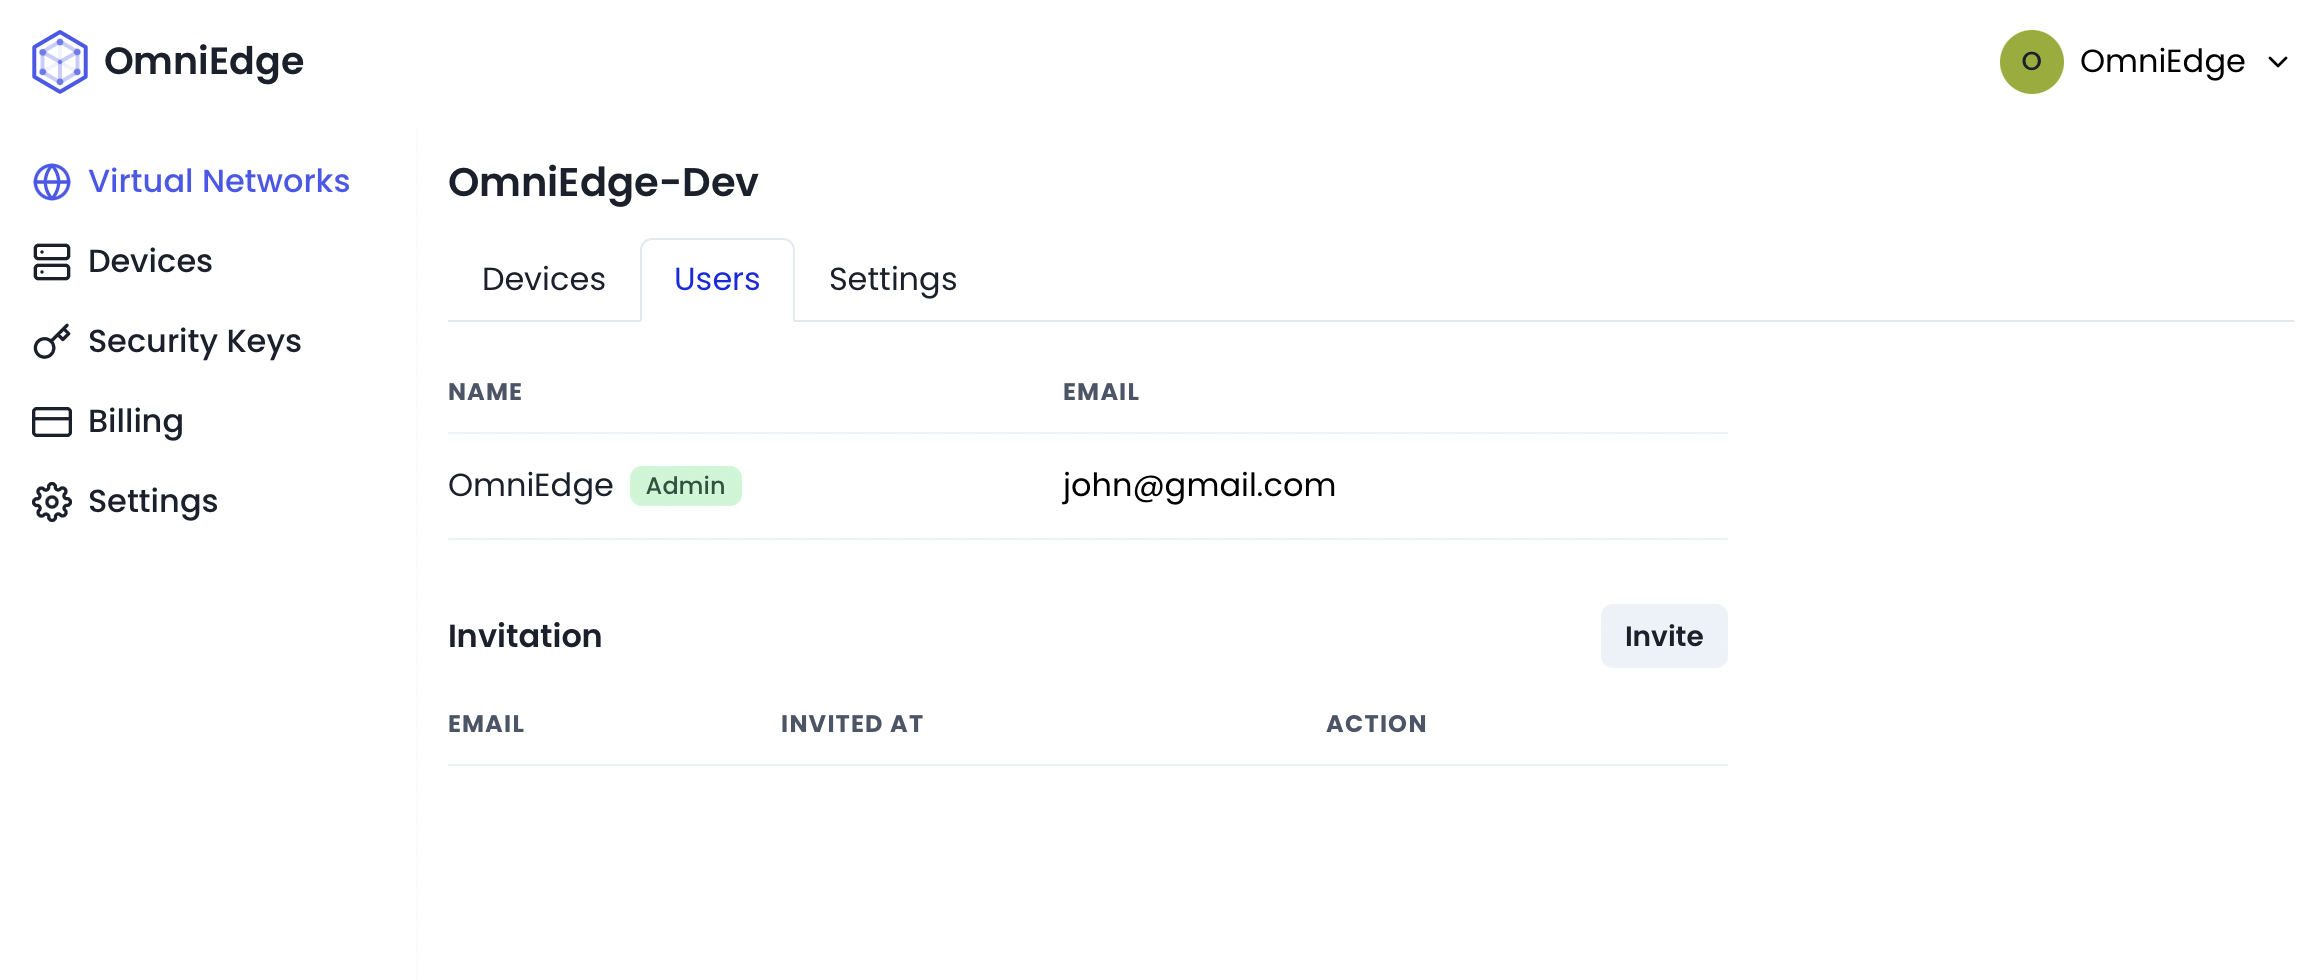 OmniEdge
O OmniEdge
Virtual Networks
Devices
Security Keys
Billing
Settings
OmniEdge-Dev
Devices Users Settings
NAME EMAIL
OmniEdge Admin john@gmail.com
Invitation Invite
EMAIL INVITED AT ACTION